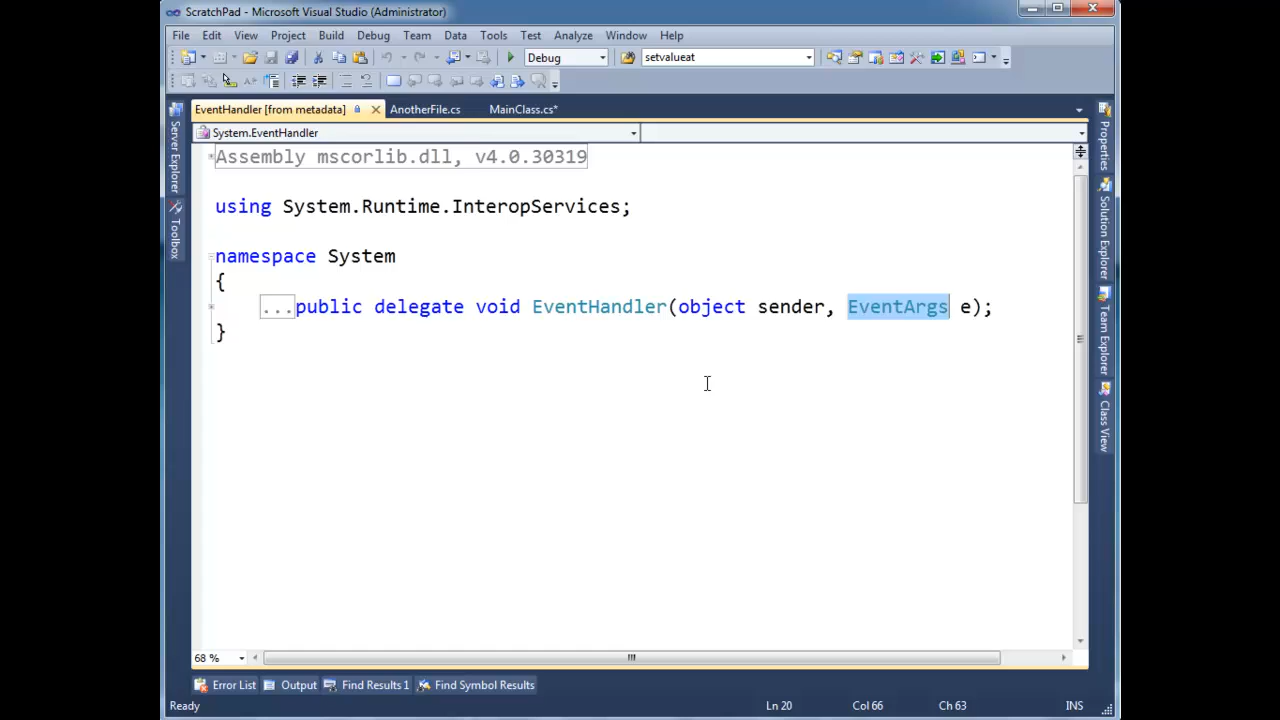 ScratchPad - Microsoft Visual Studio (Administrator)
File Edit View Project Build Debug Team Data Tools Test Analyze Window Help
Debug setvalueat
EventHandler [from metadata] AnotherFile.cs MainClass.cs*
System.EventHandler
Assembly mscorlib.dll, v4.0.30319
using System.Runtime.InteropServices;
namespace System
{
...public delegate void EventHandler(object sender, EventArgs e);
}
Server Explorer
Toolbox
Properties
Solution Explorer
Team Explorer
Class View
68 %
Error List Output Find Results 1 Find Symbol Results
Ready Ln 20 Col 66 Ch 63 INS